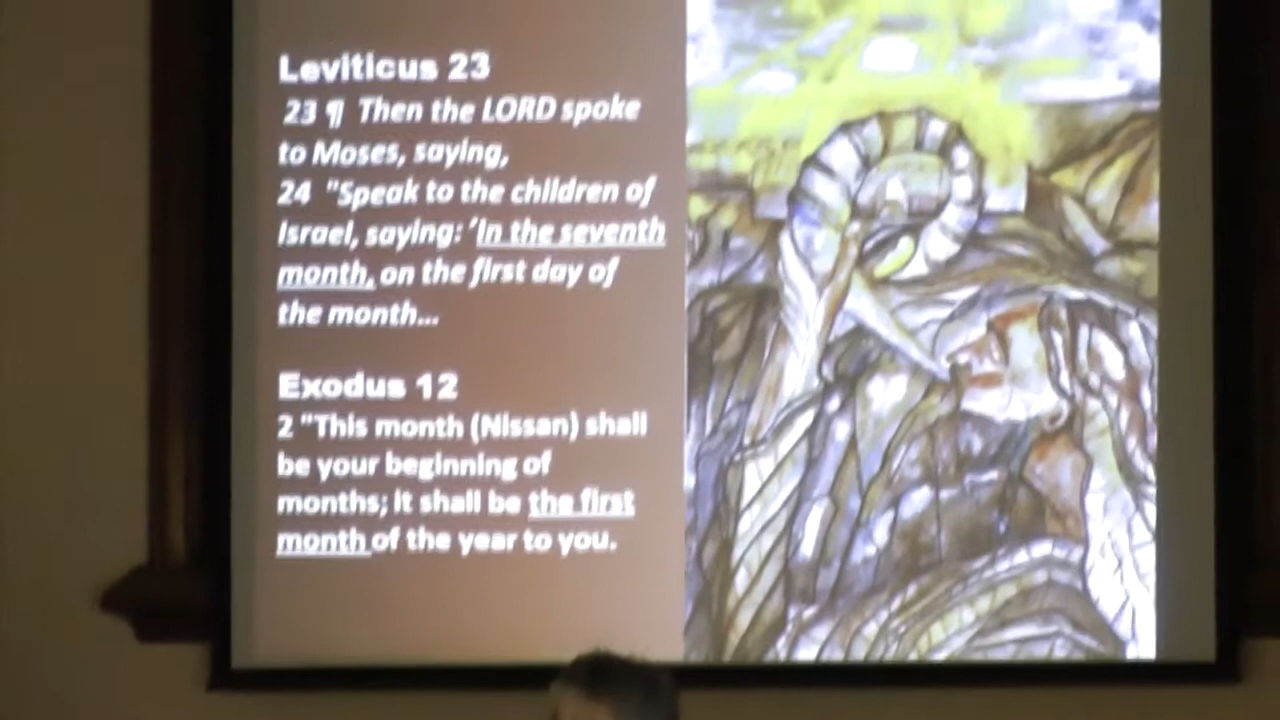 Leviticus 23
23 ¶ Then the LORD spoke
to Moses, saying,
24 "Speak to the children of
Israel, saying: ‘In the seventh
month, on the first day of
the month...
Exodus 12
2 "This month (Nissan) shall
be your beginning of
months; it shall be the first
month of the year to you.